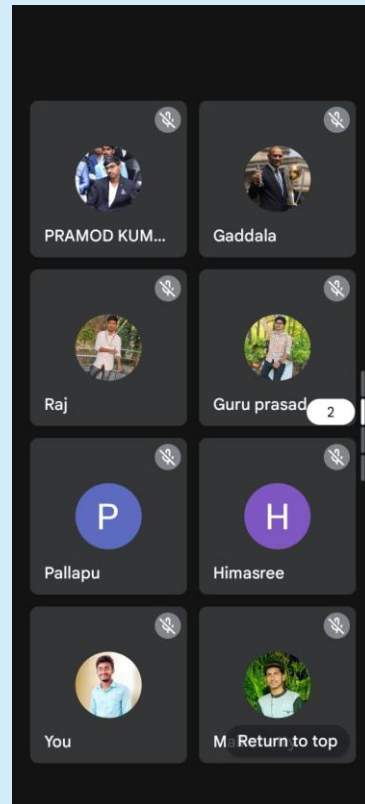 PRAMOD KUM...
Gaddala
Raj
Guru prasad
2
P
H
Pallapu
Himasree
You
Return to top